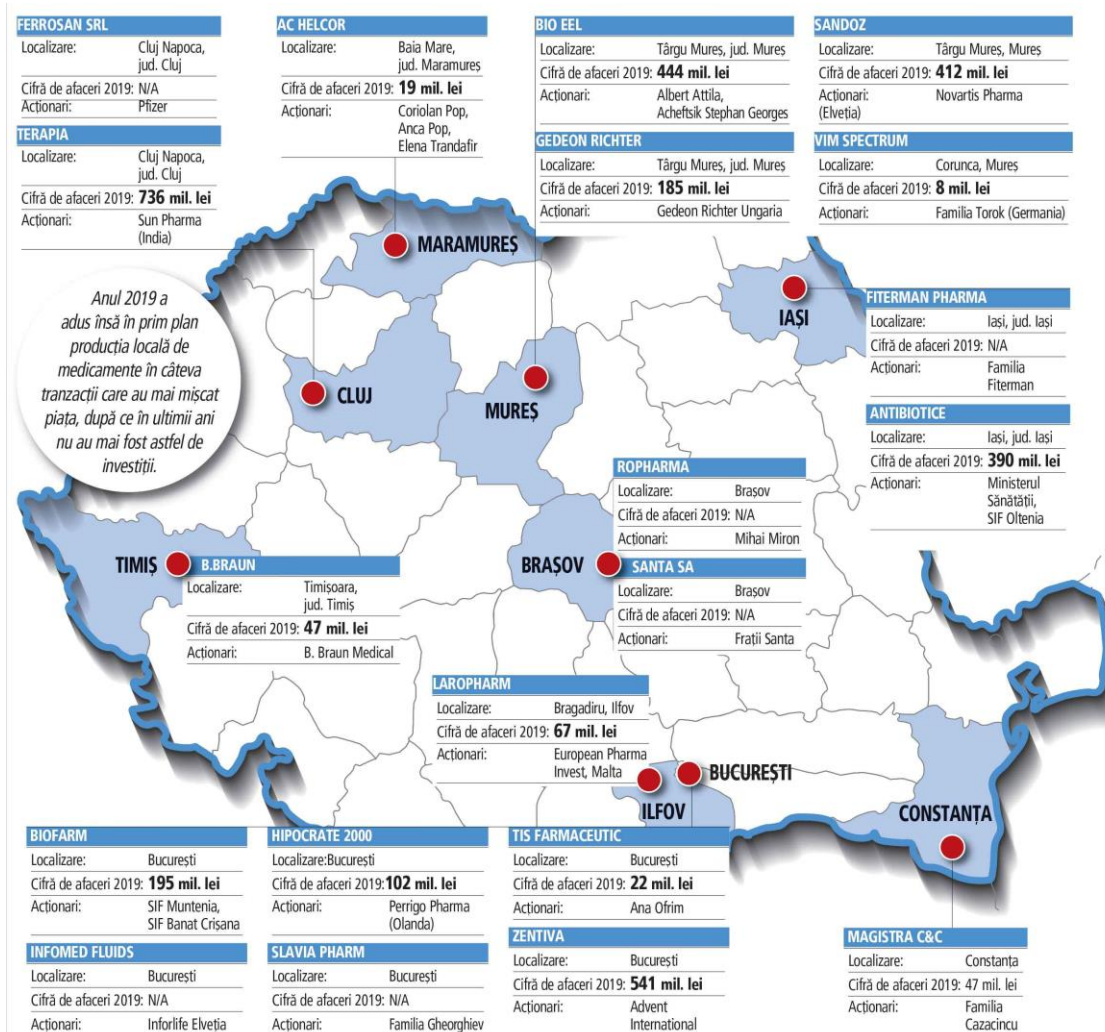 FERROSAN SRL
Localizare: Cluj Napoca,
jud. Cluj
Cifră de afaceri 2019: N/A
Acționari: Pfizer
TERAPIA
Localizare: Cluj Napoca,
jud. Cluj
Cifră de afaceri 2019: 736 mil. lei
Acționari: Sun Pharma
(India)
AC HELCOR
Localizare: Baia Mare,
jud. Maramureș
Cifră de afaceri 2019: 19 mil. lei
Acționari: Coriolan Pop,
Anca Pop,
Elena Trandafir
BIO EEL
Localizare: Târgu Mureș, jud. Mureș
Cifră de afaceri 2019: 444 mil. lei
Acționari: Albert Attila,
Acheftsik Stephan Georges
GEDEON RICHTER
Localizare: Târgu Mureș, jud. Mureș
Cifră de afaceri 2019: 185 mil. lei
Acționari: Gedeon Richter Ungaria
SANDOZ
Localizare: Târgu Mureș, Mureș
Cifră de afaceri 2019: 412 mil. lei
Acționari: Novartis Pharma
(Elveția)
VIM SPECTRUM
Localizare: Corunca, Mureș
Cifră de afaceri 2019: 8 mil. lei
Acționari: Familia Torok (Germania)
MARAMUREȘ
IAȘI
CLUJ
MUREȘ
Anul 2019 a
adus însă în prim plan
producția locală de
medicamente în câteva
tranzacții care au mai mișcat
piața, după ce în ultimii ani
nu au mai fost astfel de
investiții.
FITERMAN PHARMA
Localizare: Iași, jud. Iași
Cifră de afaceri 2019: N/A
Acționari: Familia
Fiterman
ANTIBIOTICE
Localizare: Iași, jud. Iași
Cifră de afaceri 2019: 390 mil. lei
Acționari: Ministerul
Sănătății,
SIF Oltenia
ROPHARMA
Localizare: Brașov
Cifră de afaceri 2019: N/A
Acționari: Mihai Miron
BRAȘOV
SANTA SA
Localizare: Brașov
Cifră de afaceri 2019: N/A
Acționari: Frații Santa
TIMIȘ
B.BRAUN
Localizare: Timișoara,
jud. Timiș
Cifră de afaceri 2019: 47 mil. lei
Acționari: B. Braun Medical
LAROPHARM
Localizare: Bragadiru, Ilfov
Cifră de afaceri 2019: 67 mil. lei
Acționari: European Pharma
Invest, Malta
BUCUREȘTI
ILFOV
CONSTANȚA
BIOFARM
Localizare: București
Cifră de afaceri 2019: 195 mil. lei
Acționari: SIF Muntenia,
SIF Banat Crișana
INFOMED FLUIDS
Localizare: București
Cifră de afaceri 2019: N/A
Acționari: Inforlife Elveția
HIPOCRATE 2000
Localizare:București
Cifră de afaceri 2019:102 mil. lei
Acționari: Perrigo Pharma
(Olanda)
SLAVIA PHARM
Localizare: București
Cifră de afaceri 2019: N/A
Acționari: Familia Gheorghiev
TIS FARMACEUTIC
Localizare: București
Cifră de afaceri 2019: 22 mil. lei
Acționari: Ana Ofrim
ZENTIVA
Localizare: București
Cifră de afaceri 2019: 541 mil. lei
Acționari: Advent
International
MAGISTRA C&C
Localizare: Constanța
Cifră de afaceri 2019: 47 mil. lei
Acționari: Familia
Cazacincu